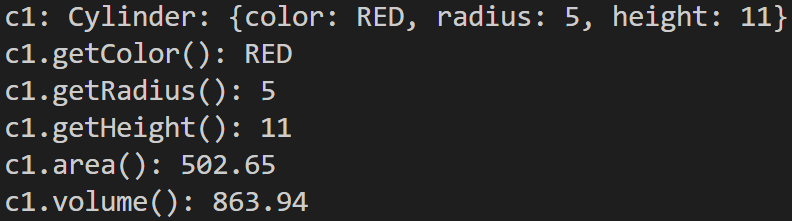 c1: Cylinder: {color: RED, radius: 5, height: 11}
c1.getColor(): RED
c1.getRadius(): 5
c1.getHeight(): 11
c1.area(): 502.65
c1.volume(): 863.94